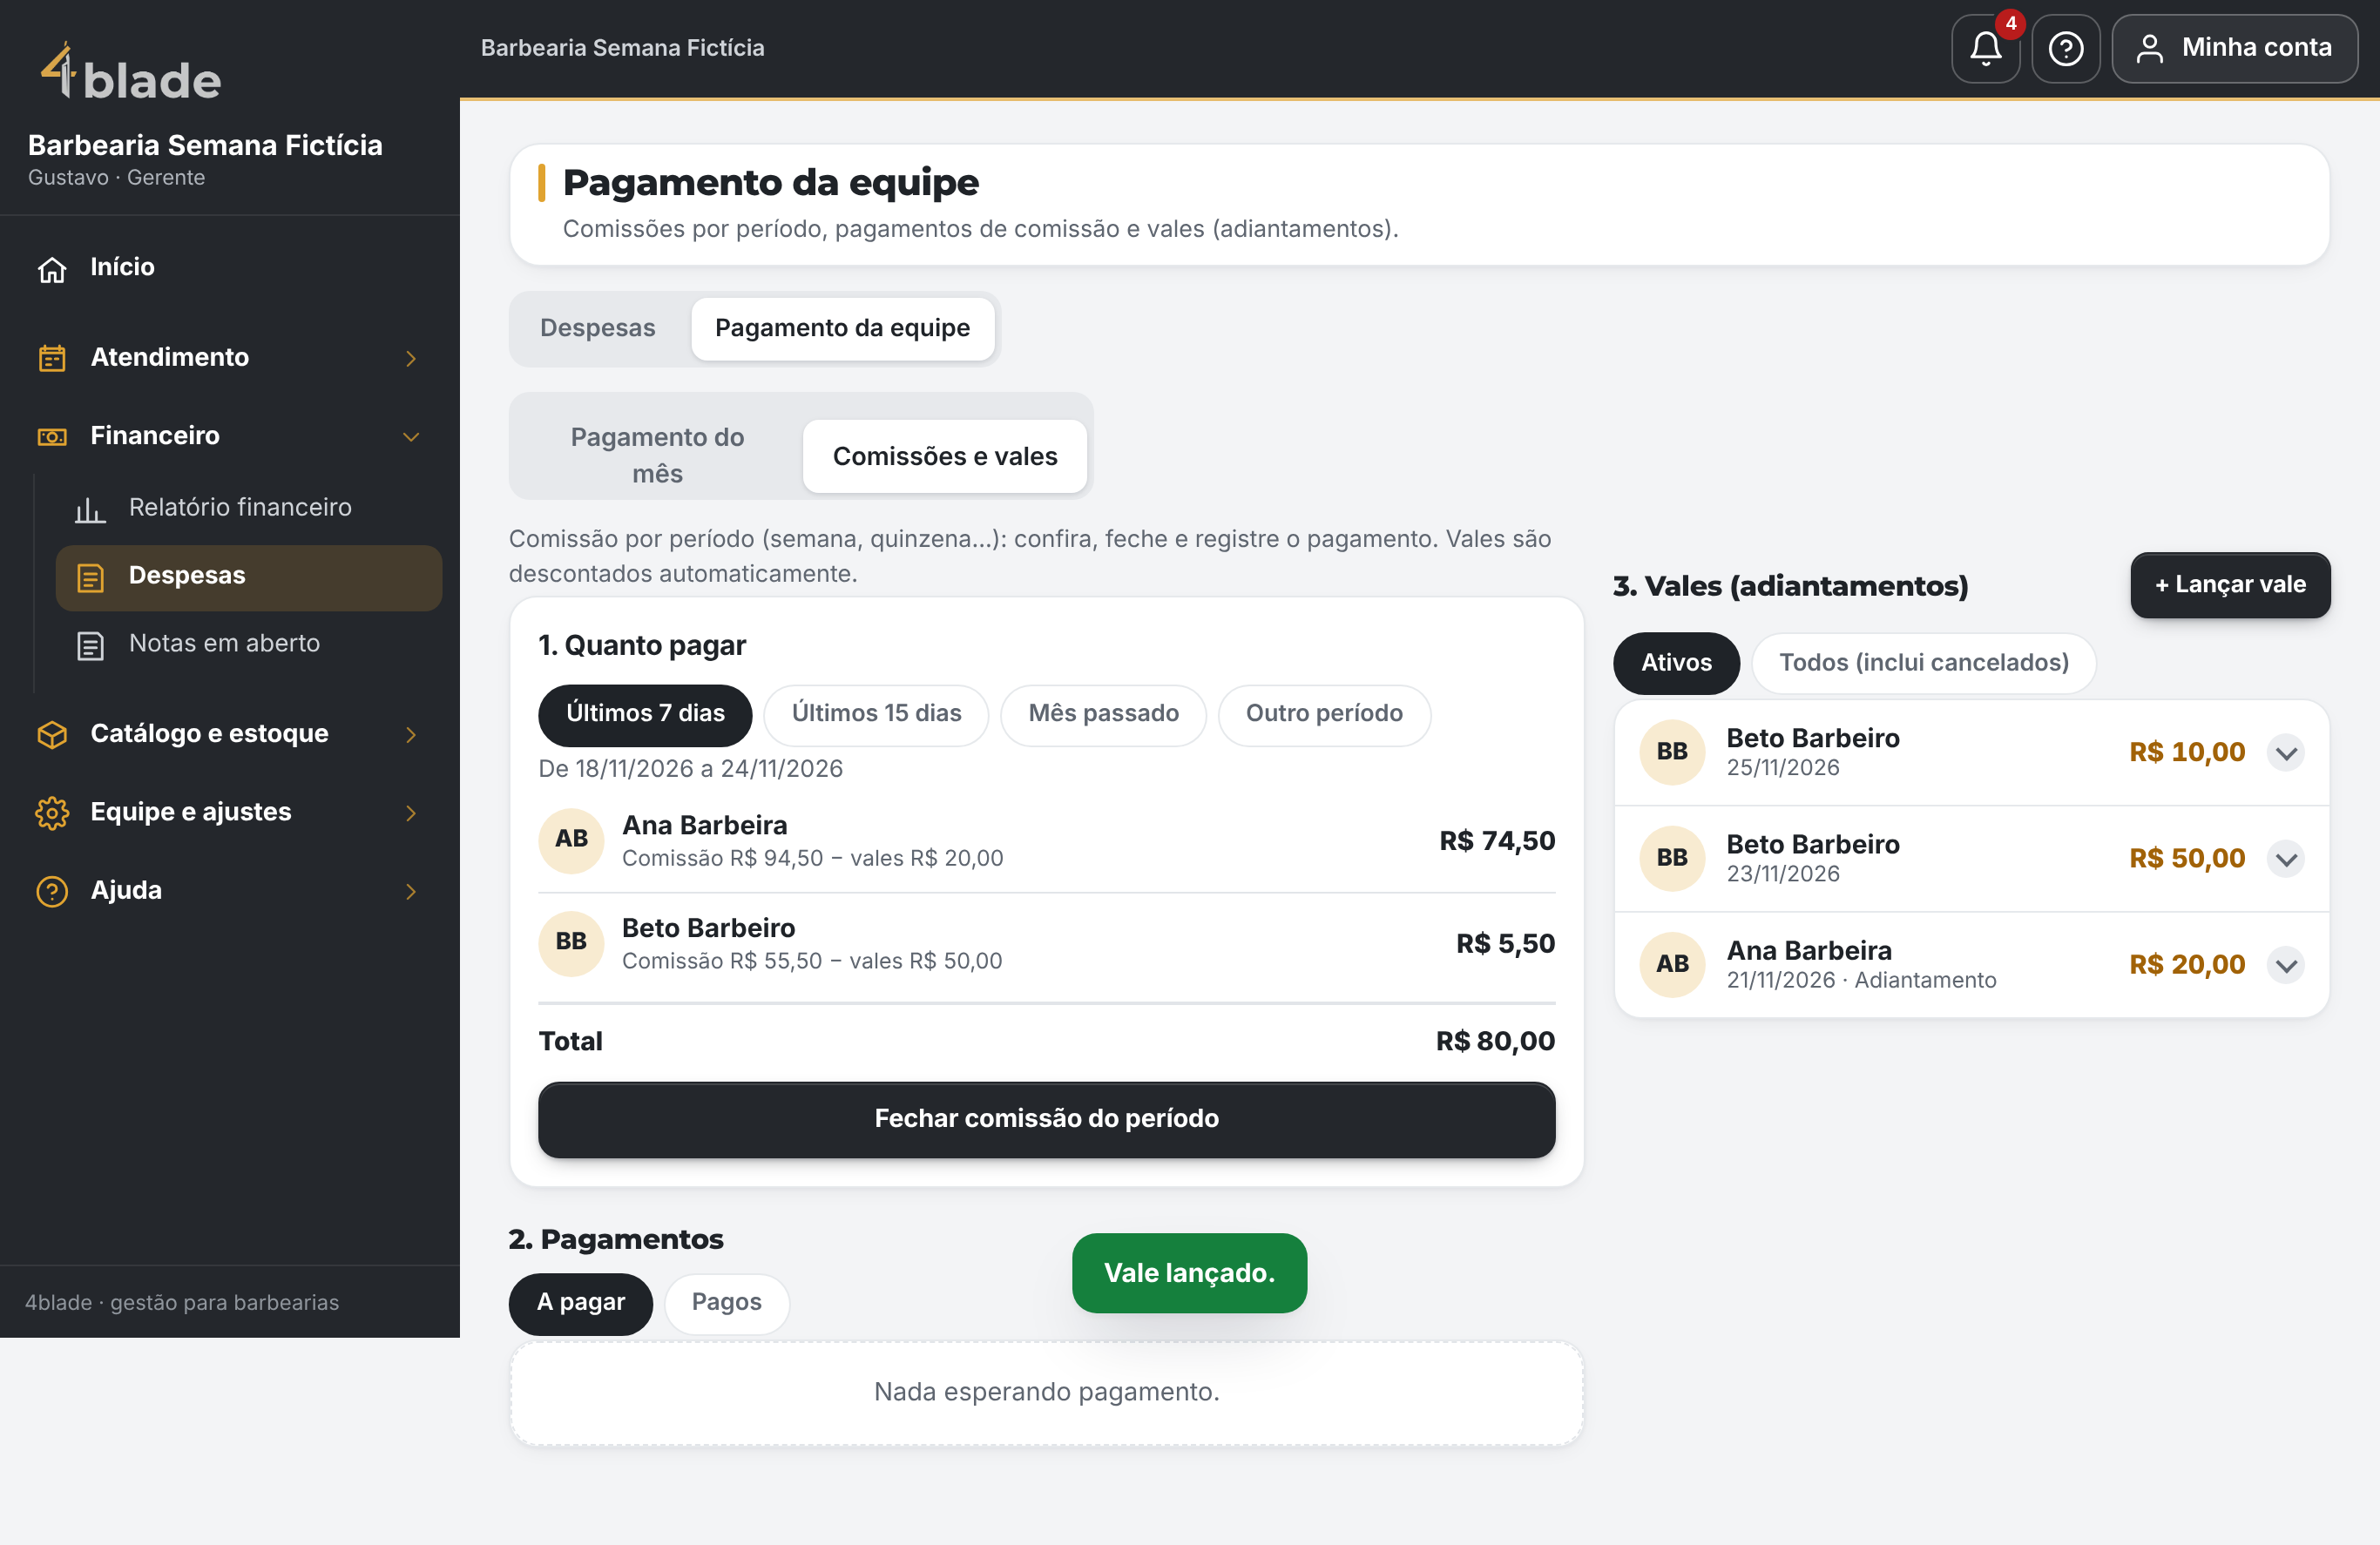 4blade
Barbearia Semana Fictícia
Gustavo · Gerente
Início
Atendimento
Financeiro
Relatório financeiro
Despesas
Notas em aberto
Catálogo e estoque
Equipe e ajustes
Ajuda
4blade · gestão para barbearias
Barbearia Semana Fictícia
4
Minha conta
Pagamento da equipe
Comissões por período, pagamentos de comissão e vales (adiantamentos).
Despesas
Pagamento da equipe
Pagamento do
mês
Comissões e vales
Comissão por período (semana, quinzena...): confira, feche e registre o pagamento. Vales são
descontados automaticamente.
1. Quanto pagar
Últimos 7 dias
Últimos 15 dias
Mês passado
Outro período
De 18/11/2026 a 24/11/2026
AB
Ana Barbeira
Comissão R$ 94,50 − vales R$ 20,00
R$ 74,50
BB
Beto Barbeiro
Comissão R$ 55,50 − vales R$ 50,00
R$ 5,50
Total
R$ 80,00
Fechar comissão do período
2. Pagamentos
A pagar
Pagos
Nada esperando pagamento.
Vale lançado.
3. Vales (adiantamentos)
+ Lançar vale
Ativos
Todos (inclui cancelados)
BB
Beto Barbeiro
25/11/2026
R$ 10,00
BB
Beto Barbeiro
23/11/2026
R$ 50,00
AB
Ana Barbeira
21/11/2026 · Adiantamento
R$ 20,00